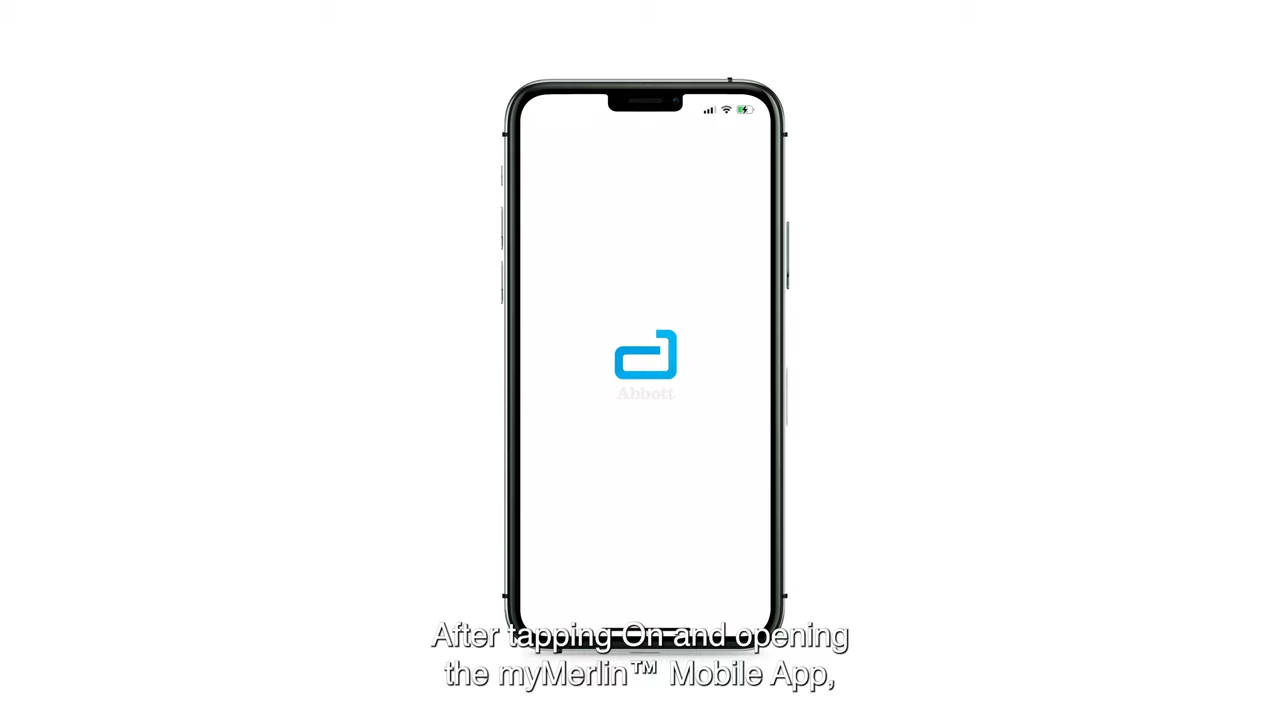 Abbott
After tapping On and opening
the myMerlin™ Mobile App,